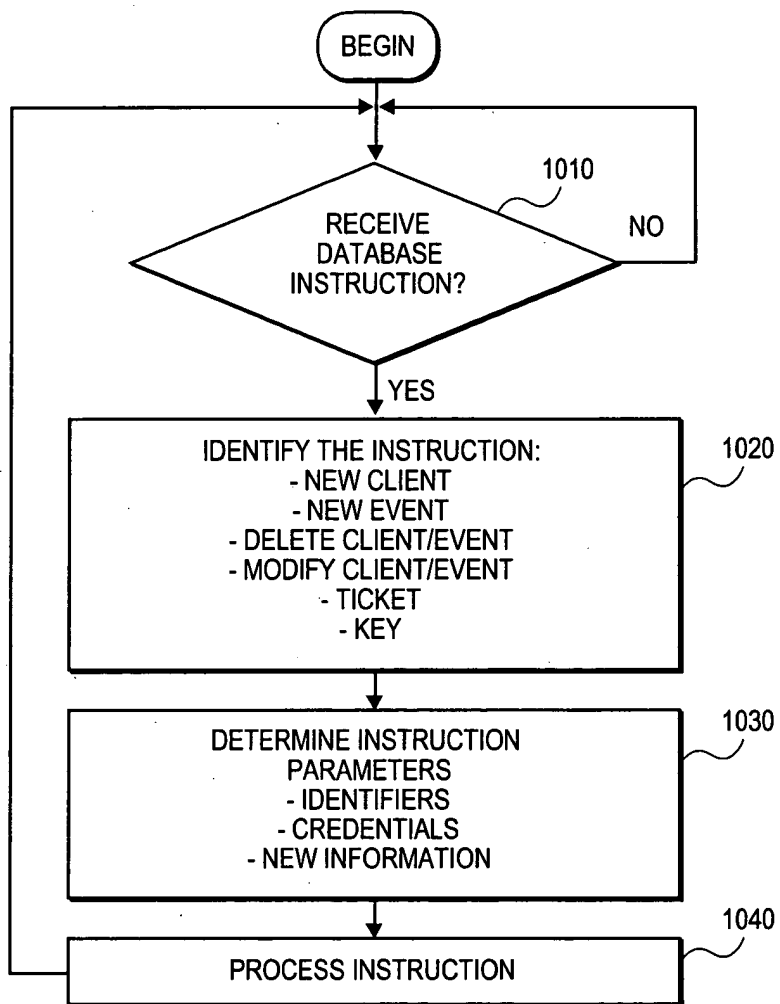 BEGIN
1010
RECEIVE
DATABASE
INSTRUCTION?
NO
YES
1020
IDENTIFY THE INSTRUCTION:
- NEW CLIENT
- NEW EVENT
- DELETE CLIENT/EVENT
- MODIFY CLIENT/EVENT
- TICKET
- KEY
1030
DETERMINE INSTRUCTION
PARAMETERS
- IDENTIFIERS
- CREDENTIALS
- NEW INFORMATION
1040
PROCESS INSTRUCTION